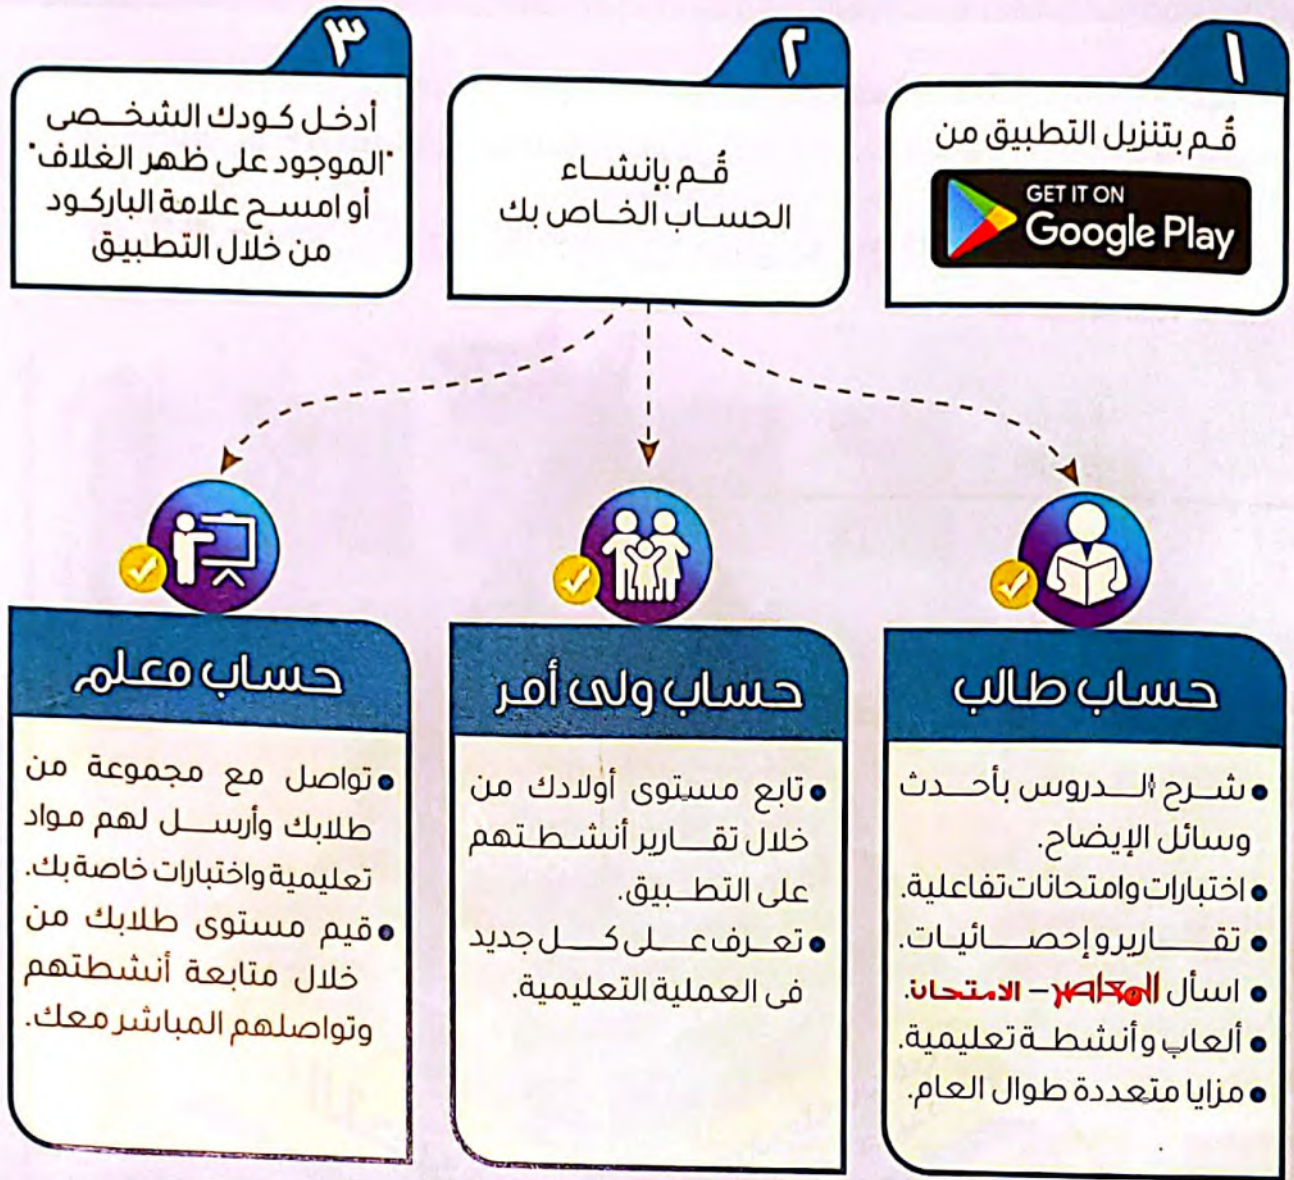 ١
قُم بتنزيل التطبيق من
GET IT ON
Google Play
٢
قُم بإنشاء
الحساب الخاص بك
٣
أدخل كودك الشخصى
"الموجود على ظهر الغلاف"
أو امسح علامة الباركود
من خلال التطبيق
حساب طالب
• شرح الدروس بأحدث
وسائل الإيضاح.
• اختبارات وامتحانات تفاعلية.
• تقارير وإحصائيات.
• اسأل المعاصر - الامتحان.
• ألعاب وأنشطة تعليمية.
• مزايا متعددة طوال العام.
حساب ولى أمر
• تابع مستوى أولادك من
خلال تقارير أنشطتهم
على التطبيق.
• تعرف على كل جديد
فى العملية التعليمية.
حساب معلم
• تواصل مع مجموعة من
طلابك وأرسل لهم مواد
تعليمية واختبارات خاصة بك.
• قيم مستوى طلابك من
خلال متابعة أنشطتهم
وتواصلهم المباشر معك.